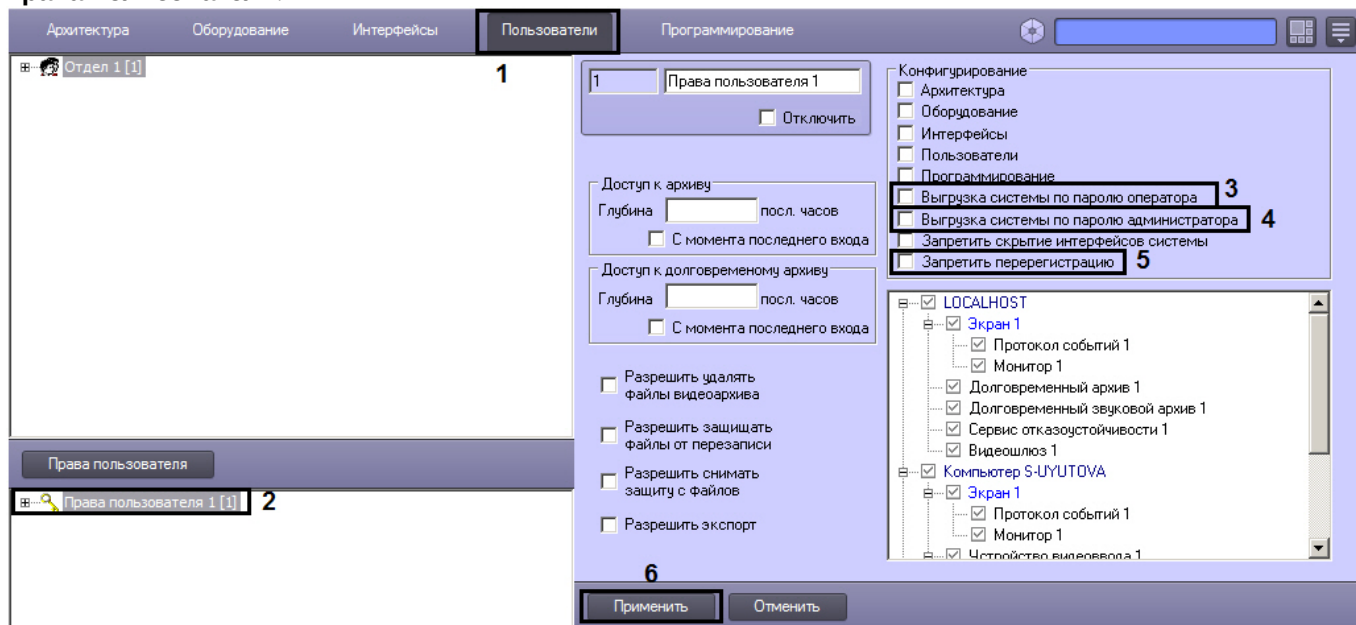 Архитектура Оборудование Интерфейсы Пользователи Программирование
1
Отдел 1 [1]
Права пользователя
Права пользователя 1 [1]
2
1 Права пользователя 1
Отключить
Доступ к архиву
Глубина посл. часов
С момента последнего входа
Доступ к долговременому архиву
Глубина посл. часов
С момента последнего входа
Разрешить удалять
файлы видеоархива
Разрешить защищать
файлы от перезаписи
Разрешить снимать
защиту с файлов
Разрешить экспорт
Конфигурирование
Архитектура
Оборудование
Интерфейсы
Пользователи
Программирование
Выгрузка системы по паролю оператора 3
Выгрузка системы по паролю администратора 4
Запретить скрытие интерфейсов системы
Запретить перерегистрацию 5
LOCALHOST
Экран 1
Протокол событий 1
Монитор 1
Долговременный архив 1
Долговременный звуковой архив 1
Сервис отказоустойчивости 1
Видеошлюз 1
Компьютер S-UYUTOVA
Экран 1
Протокол событий 1
Монитор 1
Устройство видеоввода 1
6
Применить Отменить